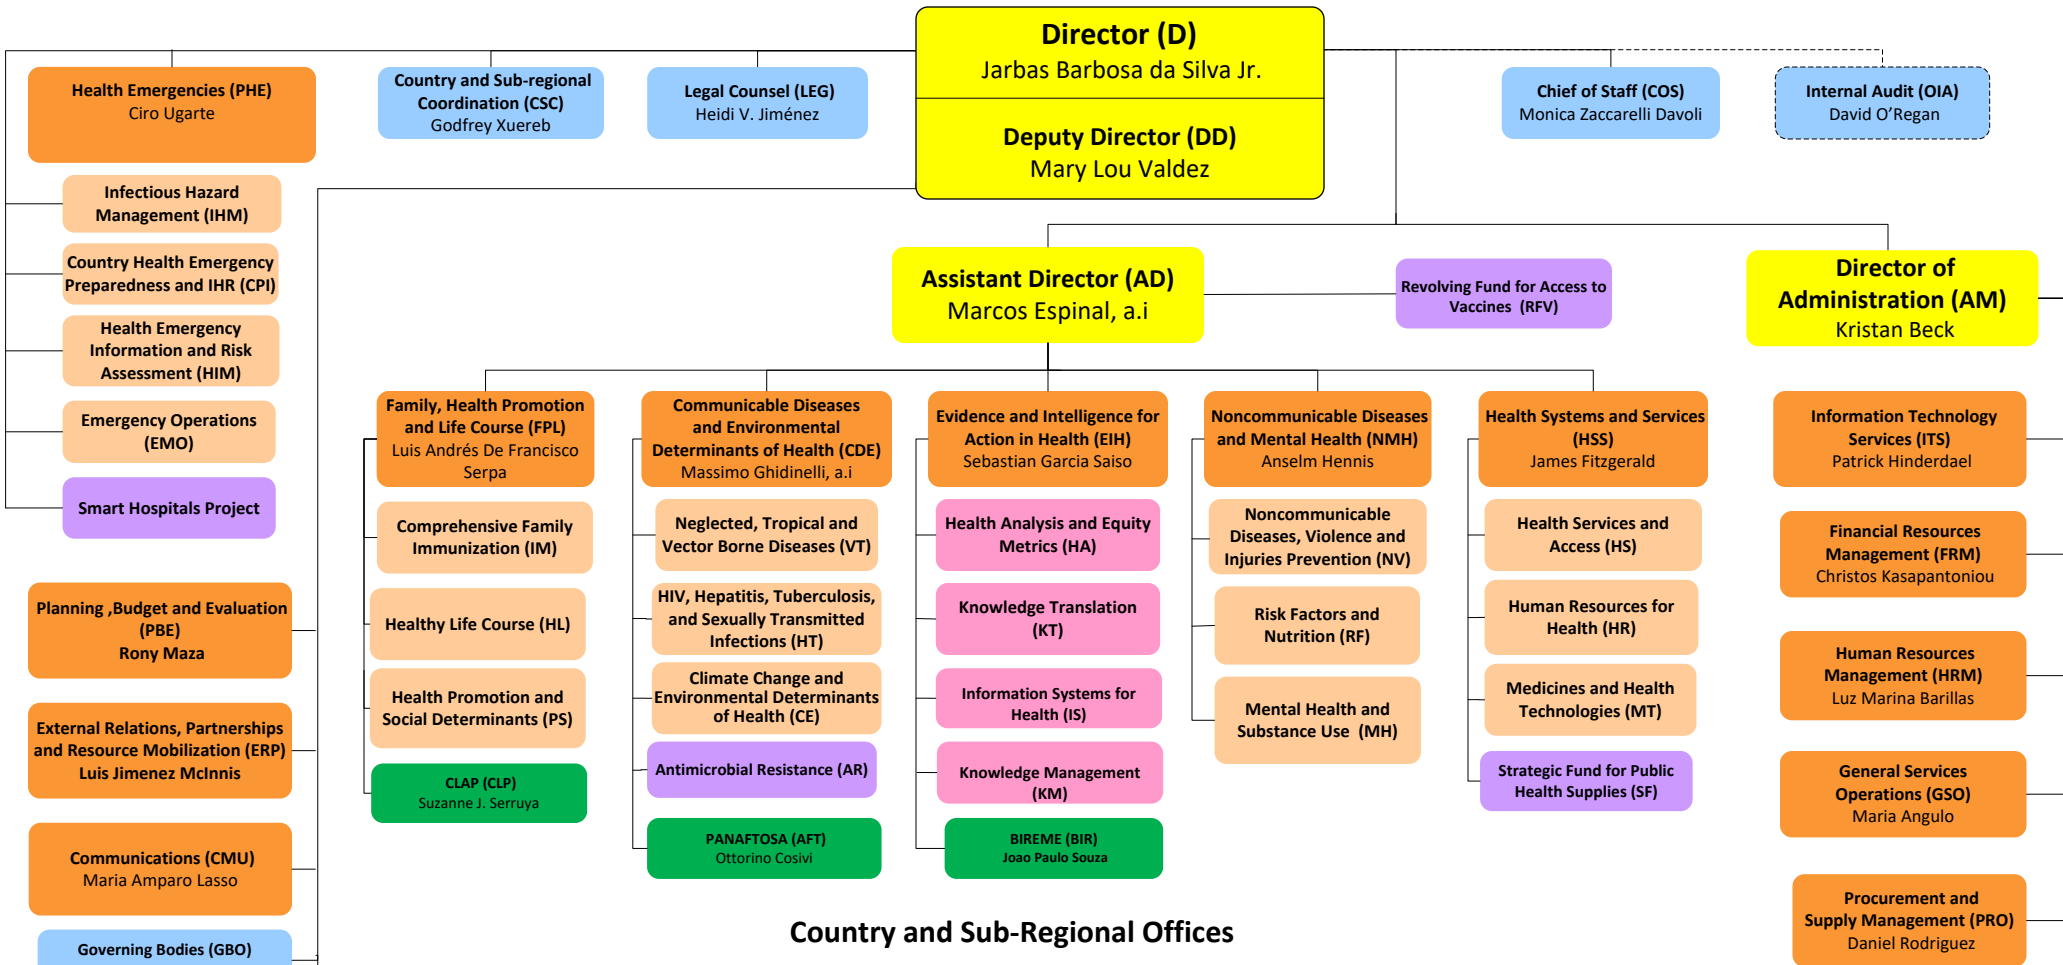 Director (D)
Jarbas Barbosa da Silva Jr.
Deputy Director (DD)
Mary Lou Valdez
Health Emergencies (PHE)
Ciro Ugarte
Country and Sub-regional
Coordination (CSC)
Godfrey Xuereb
Legal Counsel (LEG)
Heidi V. Jiménez
Chief of Staff (COS)
Monica Zaccarelli Davoli
Internal Audit (OIA)
David O’Regan
Infectious Hazard
Management (IHM)
Country Health Emergency
Preparedness and IHR (CPI)
Health Emergency
Information and Risk
Assessment (HIM)
Emergency Operations
(EMO)
Smart Hospitals Project
Planning ,Budget and Evaluation
(PBE)
Rony Maza
External Relations, Partnerships
and Resource Mobilization (ERP)
Luis Jimenez McInnis
Communications (CMU)
Maria Amparo Lasso
Governing Bodies (GBO)
Assistant Director (AD)
Marcos Espinal, a.i
Revolving Fund for Access to
Vaccines (RFV)
Director of
Administration (AM)
Kristan Beck
Family, Health Promotion
and Life Course (FPL)
Luis Andrés De Francisco
Serpa
Comprehensive Family
Immunization (IM)
Healthy Life Course (HL)
Health Promotion and
Social Determinants (PS)
CLAP (CLP)
Suzanne J. Serruya
Communicable Diseases
and Environmental
Determinants of Health (CDE)
Massimo Ghidinelli, a.i
Neglected, Tropical and
Vector Borne Diseases (VT)
HIV, Hepatitis, Tuberculosis,
and Sexually Transmitted
Infections (HT)
Climate Change and
Environmental Determinants
of Health (CE)
Antimicrobial Resistance (AR)
PANAFTOSA (AFT)
Ottorino Cosivi
Evidence and Intelligence for
Action in Health (EIH)
Sebastian Garcia Saiso
Health Analysis and Equity
Metrics (HA)
Knowledge Translation
(KT)
Information Systems for
Health (IS)
Knowledge Management
(KM)
BIREME (BIR)
Joao Paulo Souza
Noncommunicable Diseases
and Mental Health (NMH)
Anselm Hennis
Noncommunicable
Diseases, Violence and
Injuries Prevention (NV)
Risk Factors and
Nutrition (RF)
Mental Health and
Substance Use (MH)
Health Systems and Services
(HSS)
James Fitzgerald
Health Services and
Access (HS)
Human Resources for
Health (HR)
Medicines and Health
Technologies (MT)
Strategic Fund for Public
Health Supplies (SF)
Information Technology
Services (ITS)
Patrick Hinderdael
Financial Resources
Management (FRM)
Christos Kasapantoniou
Human Resources
Management (HRM)
Luz Marina Barillas
General Services
Operations (GSO)
Maria Angulo
Procurement and
Supply Management (PRO)
Daniel Rodriguez
Country and Sub-Regional Offices